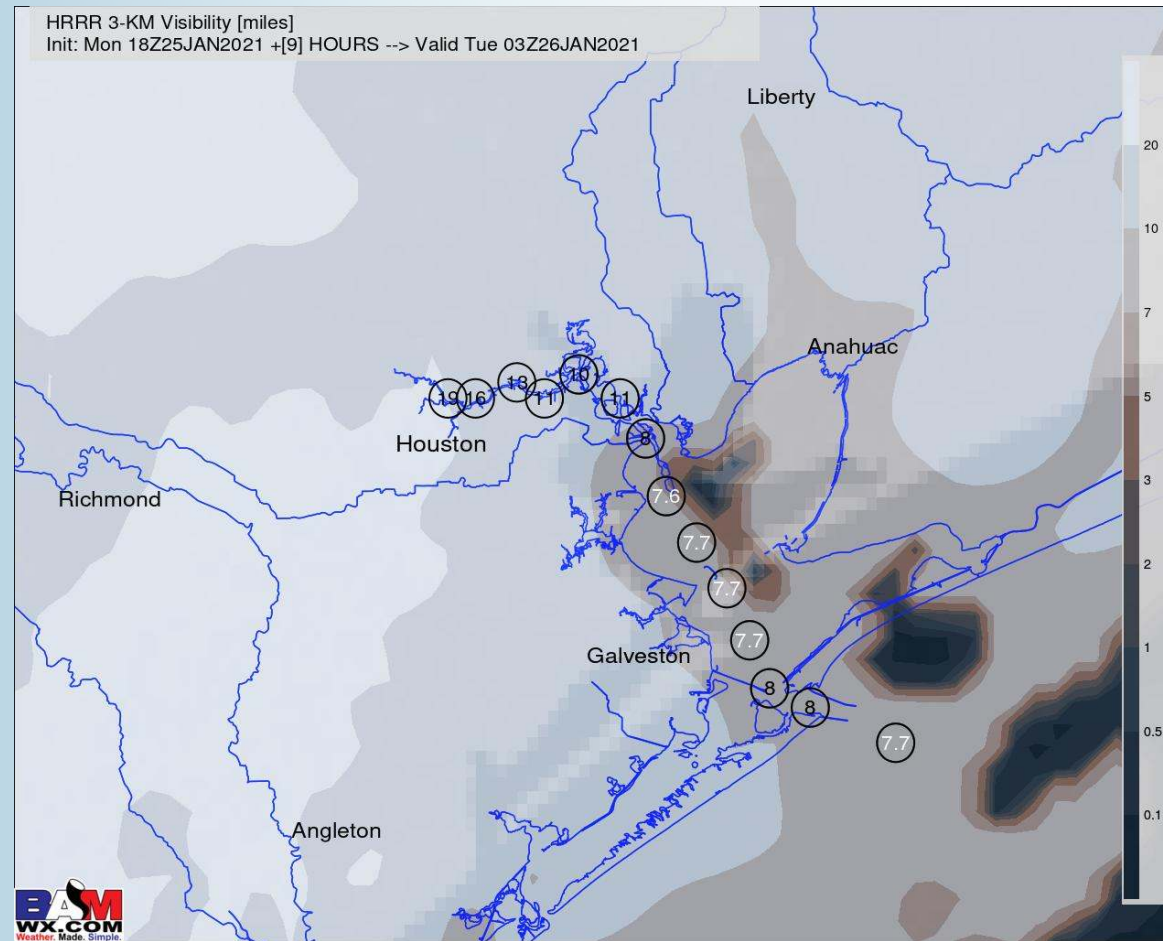 HRRR 3-KM Visibility [miles]
Init: Mon 18Z25JAN2021 +[9] HOURS --> Valid Tue 03Z26JAN2021
Liberty
20
10
7
Anahuac
5
19 16 13 11 10 11
8
Houston
3
Richmond
7.6
7.7
2
7.7
7.7
1
Galveston
8
8
0.5
7.7
0.1
Angleton
BAM
WX.COM
Weather. Made. Simple.